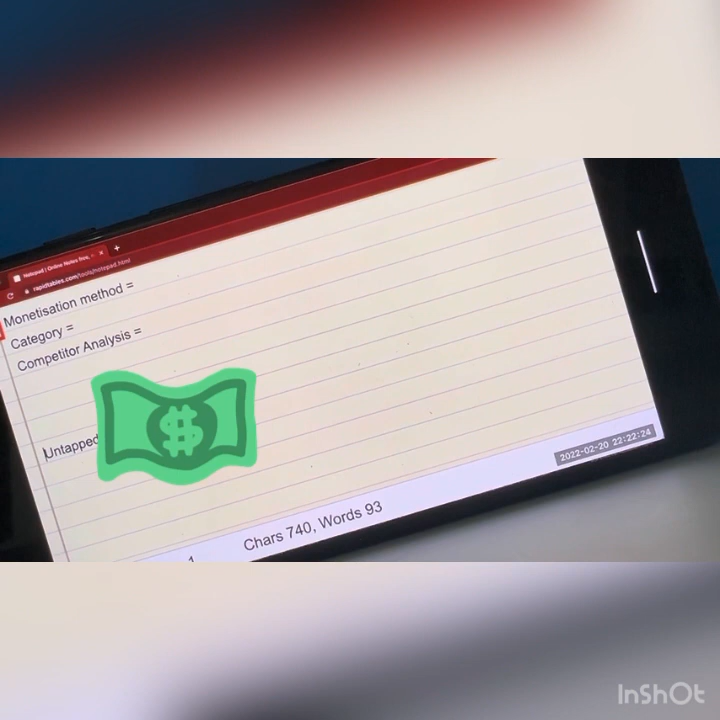 Notepad | Online Notes free,
+
rapidtables.com/tools/notepad.html
Monetisation method =
Category =
Competitor Analysis =
Untapped
$
2022-02-20 22:22:24
Chars 740, Words 93
InShOt